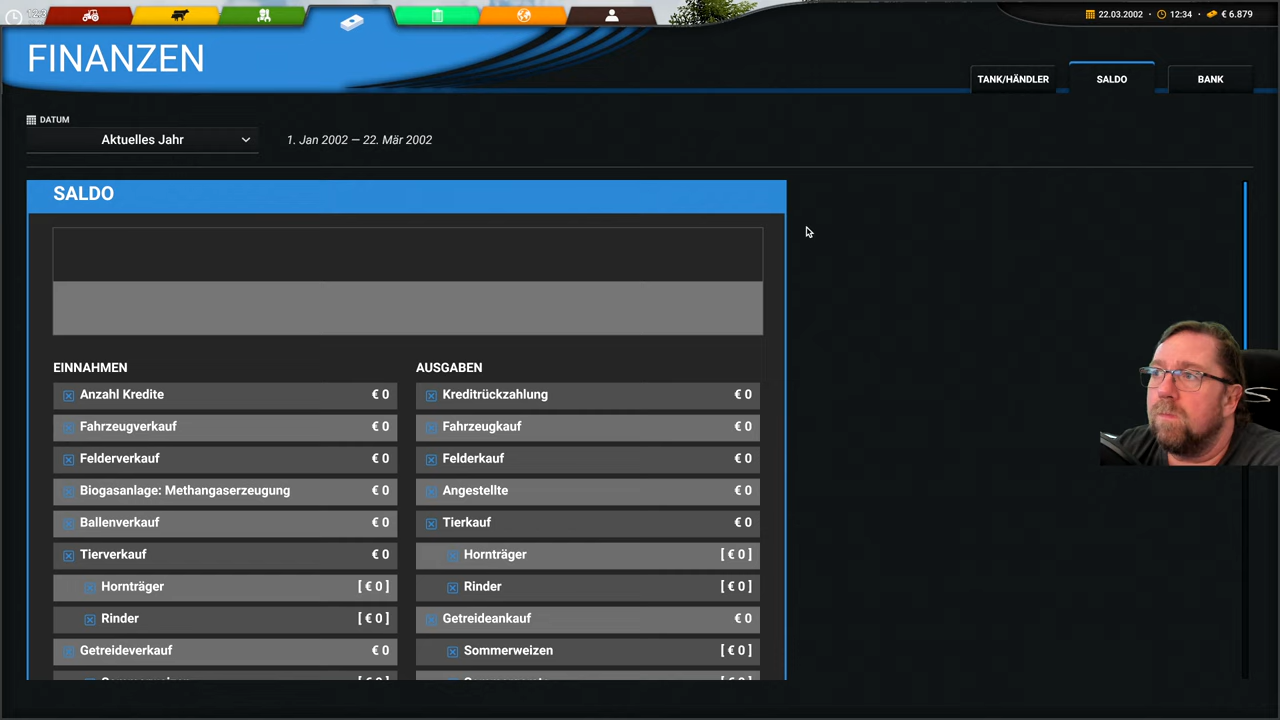 22.03.2002 · 12:34 · € 6.879
FINANZEN
TANK/HÄNDLER
SALDO
BANK
DATUM
Aktuelles Jahr
1. Jan 2002 — 22. Mär 2002
SALDO
EINNAHMEN
Anzahl Kredite € 0
Fahrzeugverkauf € 0
Felderverkauf € 0
Biogasanlage: Methangaserzeugung € 0
Ballenverkauf € 0
Tierverkauf € 0
Hornträger [ € 0 ]
Rinder [ € 0 ]
Getreideverkauf € 0
AUSGABEN
Kreditrückzahlung € 0
Fahrzeugkauf € 0
Felderkauf € 0
Angestellte € 0
Tierkauf € 0
Hornträger [ € 0 ]
Rinder [ € 0 ]
Getreideankauf € 0
Sommerweizen [ € 0 ]